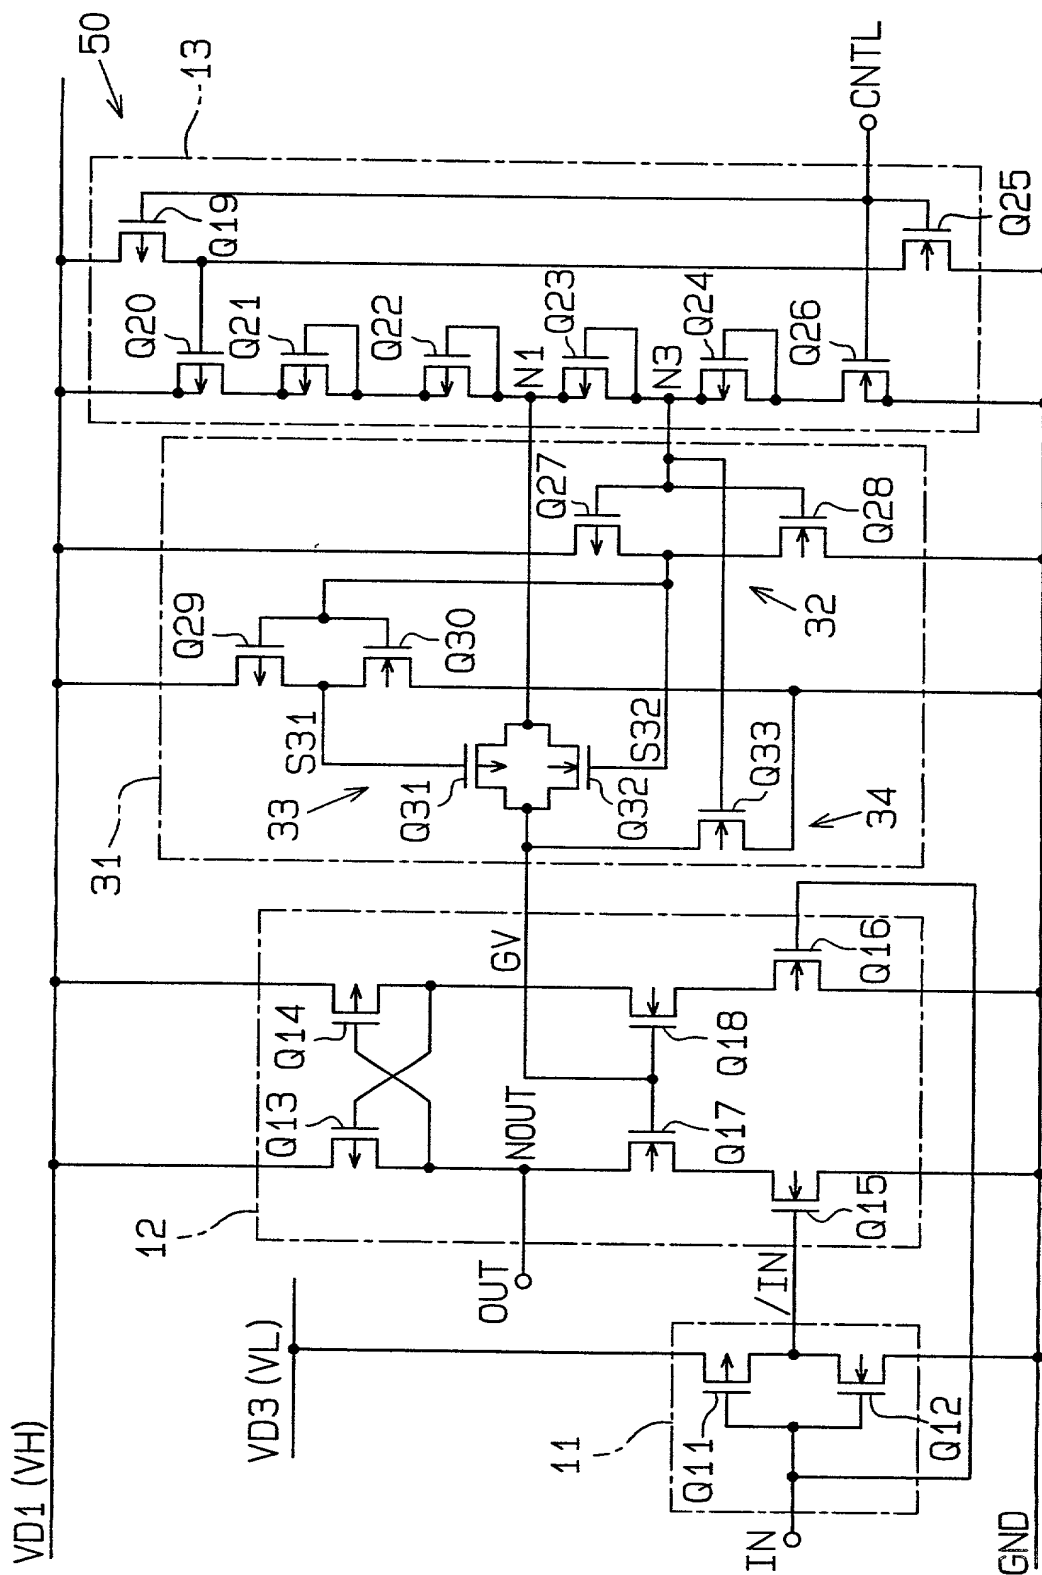 50
13
VD1 (VH)
VD3 (VL)
GND
IN
/IN
OUT
NOUT
GV
CNTL
11
Q11
Q12
12
Q13
Q14
Q15
Q16
Q17
Q18
31
33
S31
S32
Q29
Q30
Q31
Q32
Q33
34
32
Q27
Q28
N1
N3
Q19
Q20
Q21
Q22
Q23
Q24
Q25
Q26